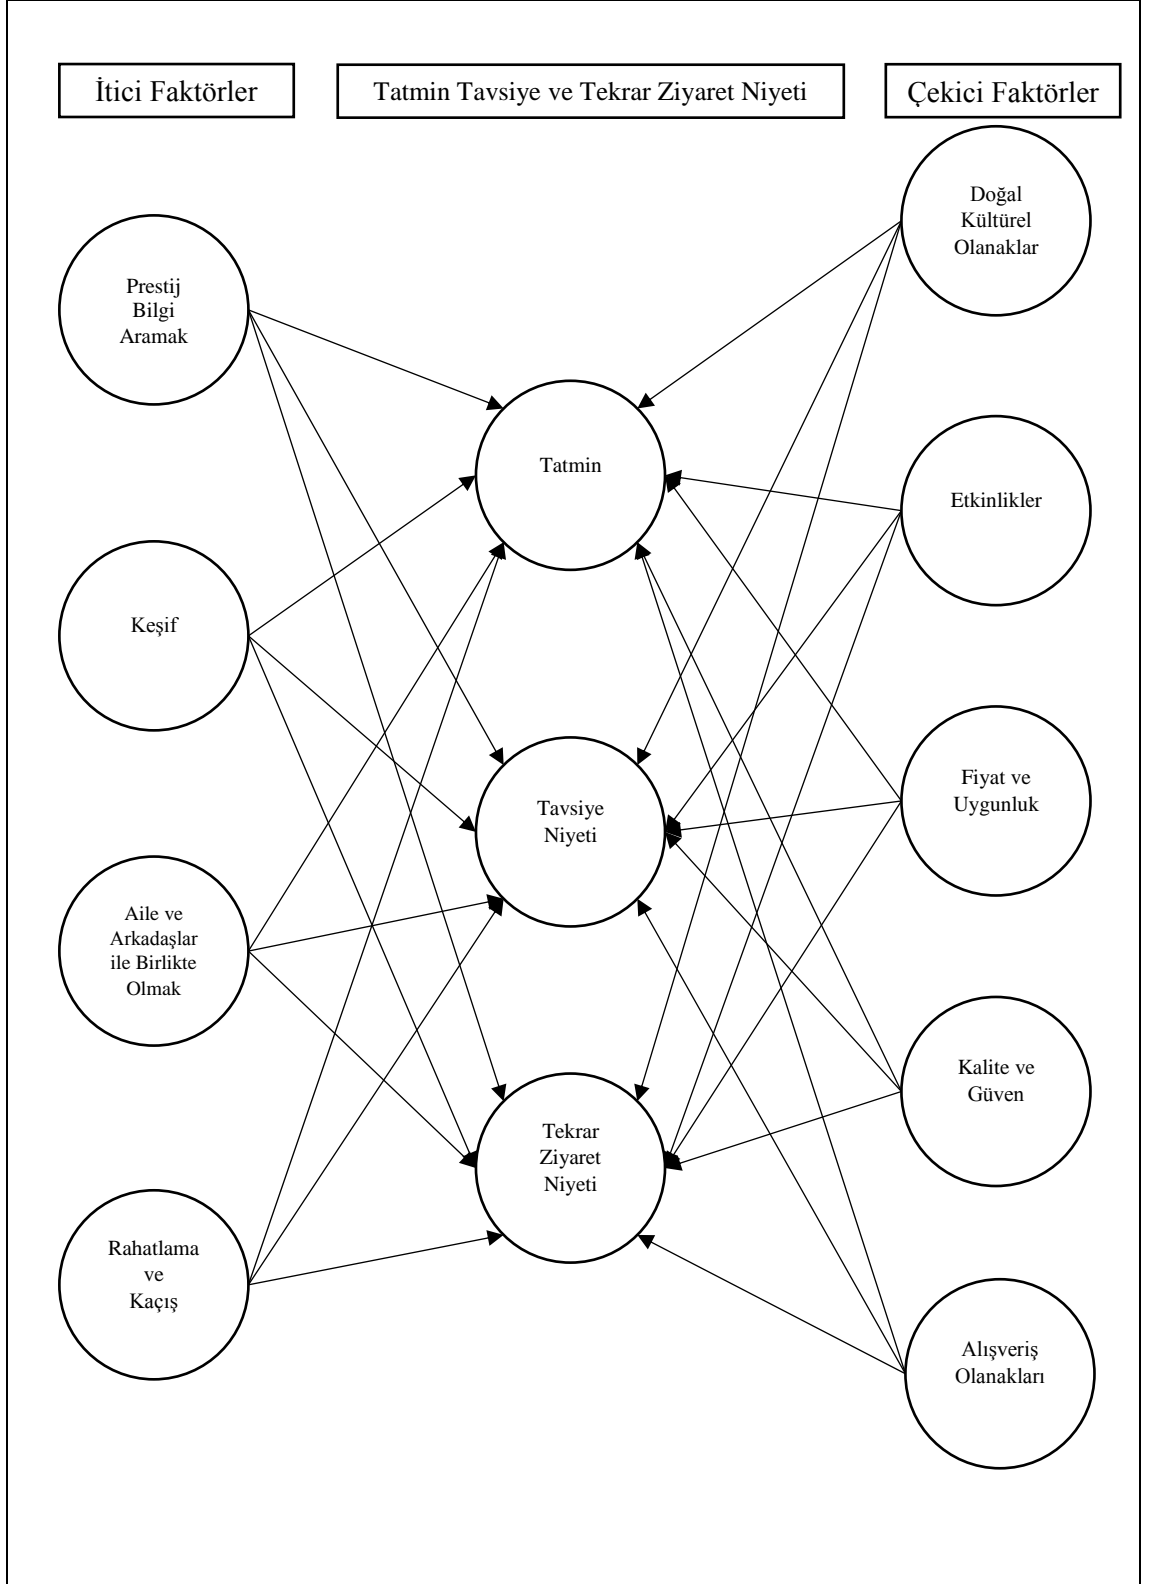 İtici Faktörler
Tatmin Tavsiye ve Tekrar Ziyaret Niyeti
Çekici Faktörler
Prestij
Bilgi
Aramak
Keşif
Aile ve
Arkadaşlar
ile Birlikte
Olmak
Rahatlama
ve
Kaçış
Tatmin
Tavsiye
Niyeti
Tekrar
Ziyaret
Niyeti
Doğal
Kültürel
Olanaklar
Etkinlikler
Fiyat ve
Uygunluk
Kalite ve
Güven
Alışveriş
Olanakları